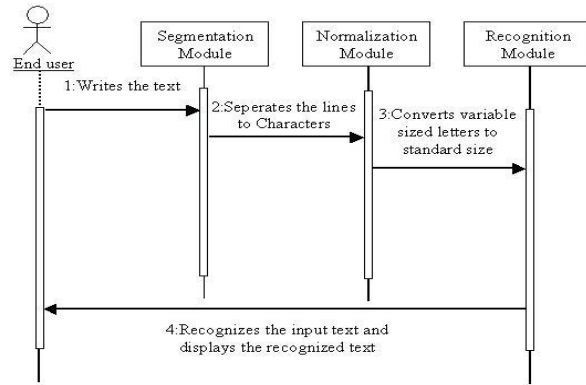 End user
Segmentation
Module
Normalization
Module
Recognition
Module
1:Writes the text
2:Seperates the lines
to Characters
3:Converts variable
sized letters to
standard size
4:Recognizes the input text and
displays the recognized text